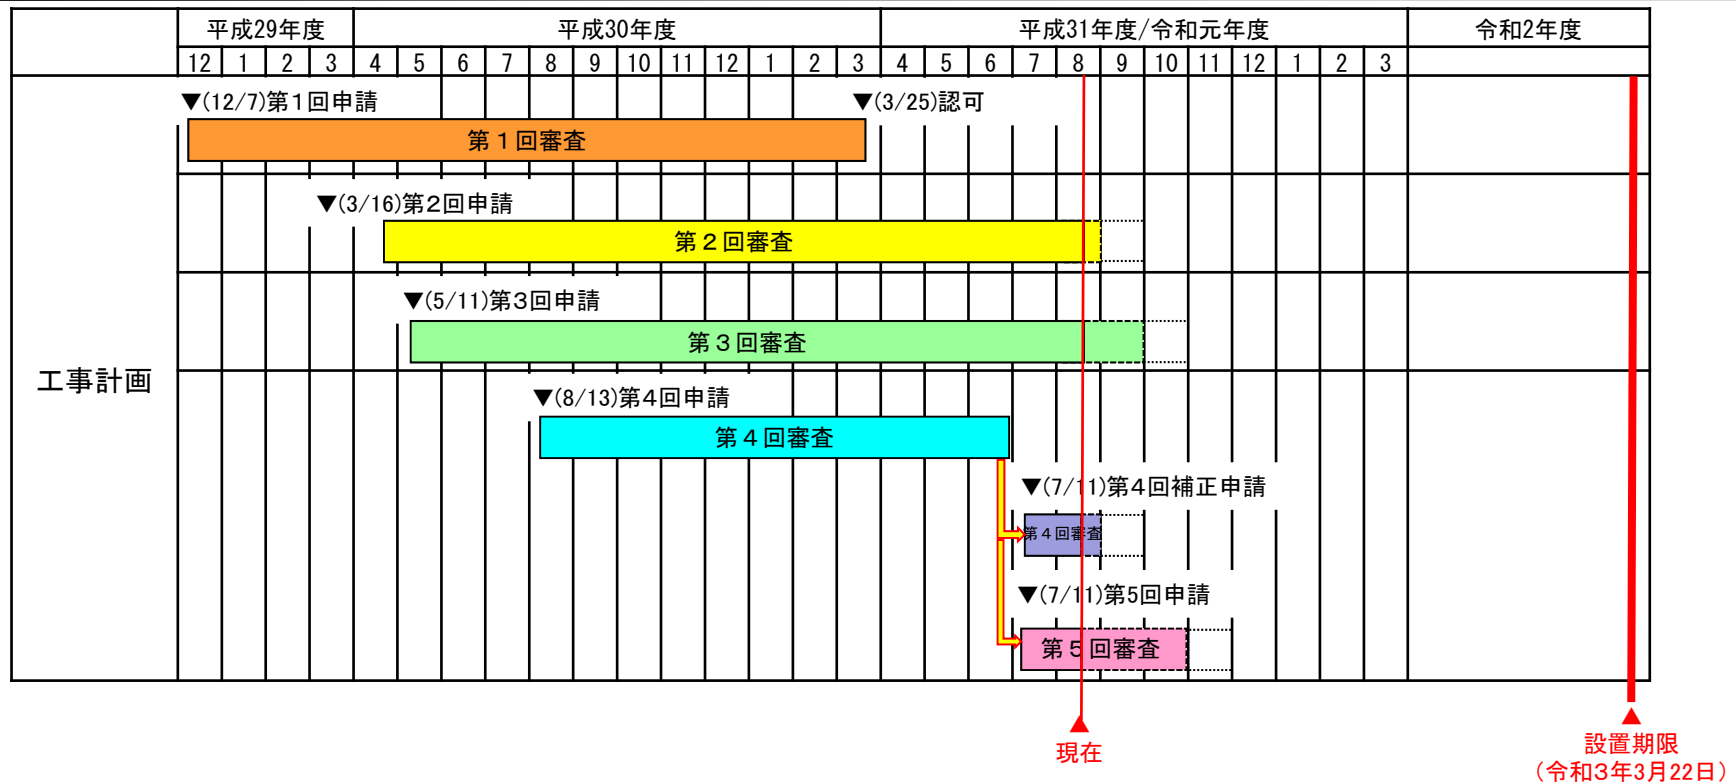 平成29年度 平成30年度 平成31年度/令和元年度 令和2年度
12 1 2 3 4 5 6 7 8 9 10 11 12 1 2 3 4 5 6 7 8 9 10 11 12 1 2 3
▼(12/7)第1回申請 ▼(3/25)認可
第1回審査
▼(3/16)第2回申請
第2回審査
▼(5/11)第3回申請
第3回審査
工事計画
▼(8/13)第4回申請
第4回審査
▼(7/11)第4回補正申請
第4回審査
▼(7/11)第5回申請
第5回審査
▲ ▲
現在 設置期限
(令和3年3月22日)